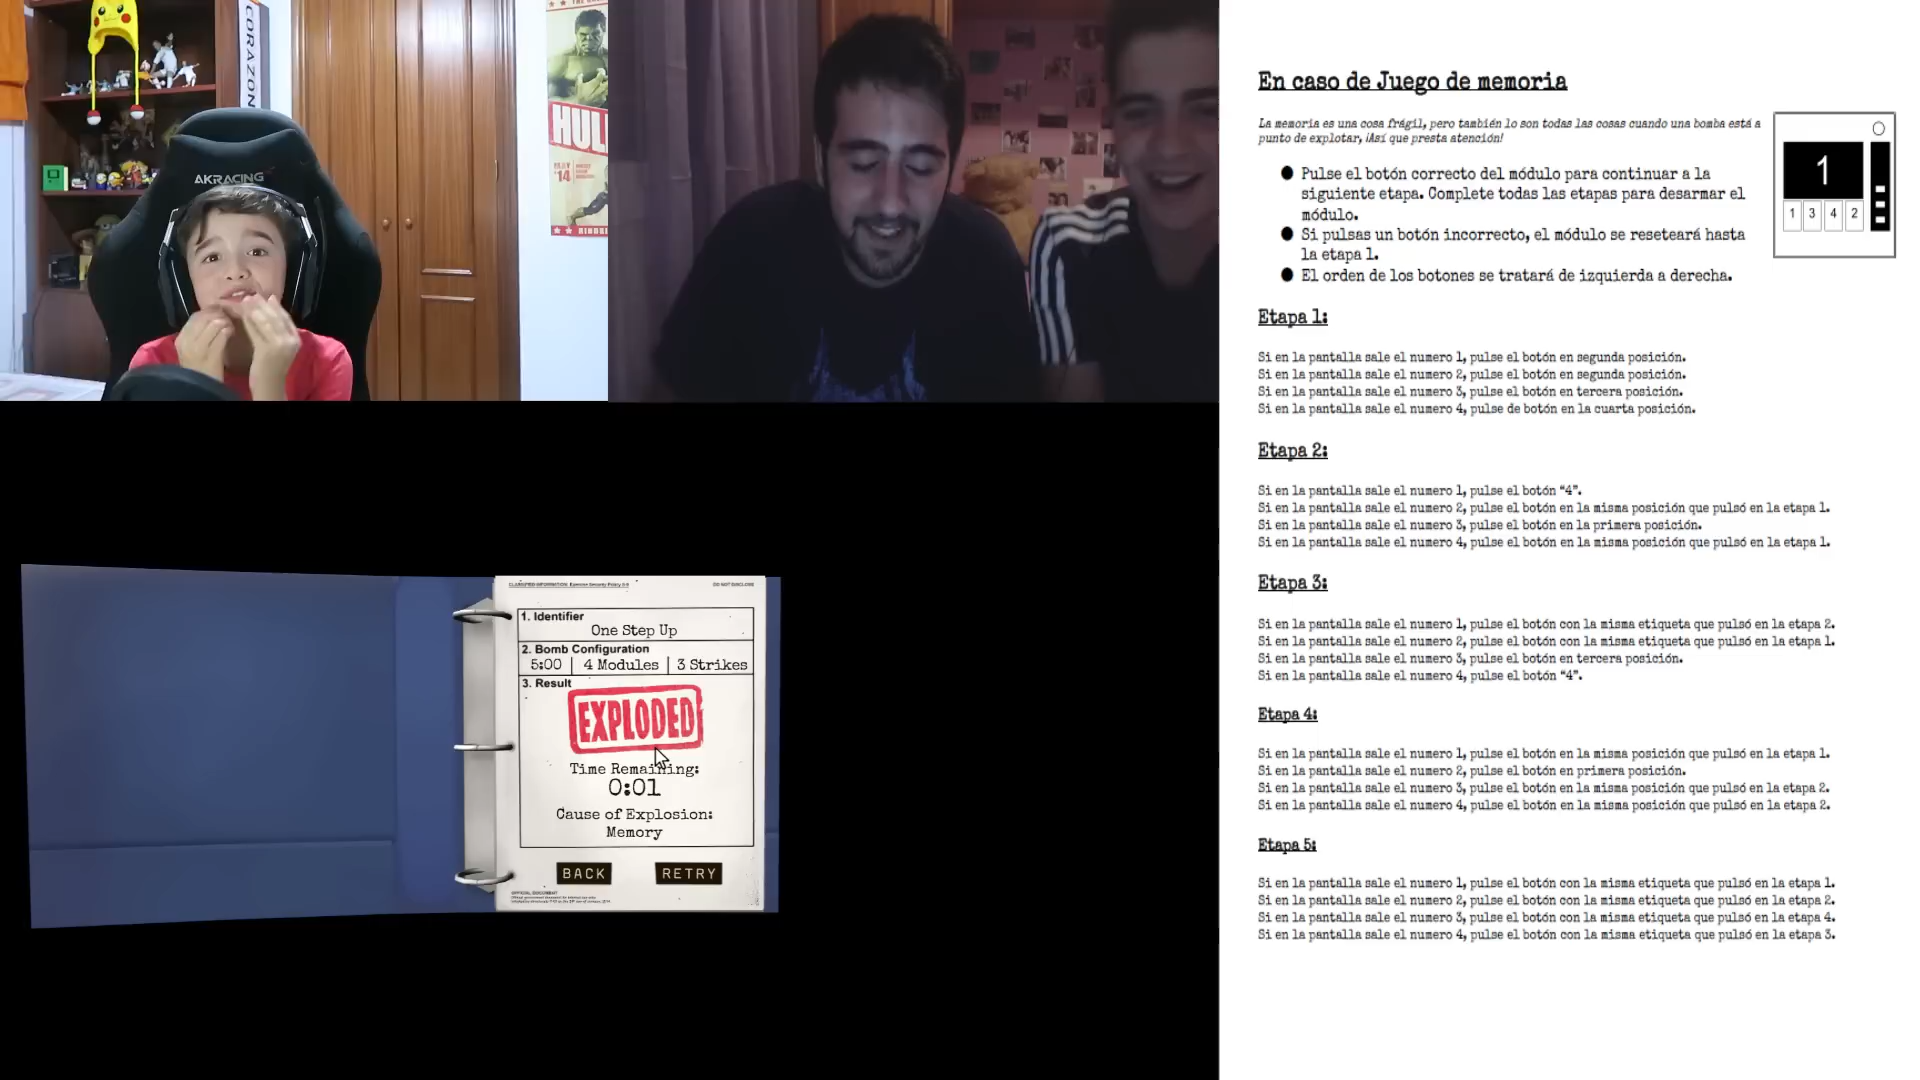 CORAZON
AKRACING
HUL
MAY
14
En caso de Juego de memoria
La memoria es una cosa frágil, pero también lo son todas las cosas cuando una bomba está a
punto de explotar, ¡Así que presta atención!
● Pulse el botón correcto del módulo para continuar a la
siguiente etapa. Complete todas las etapas para desarmar el
módulo.
● Si pulsas un botón incorrecto, el módulo se reseteará hasta
la etapa 1.
● El orden de los botones se tratará de izquierda a derecha.
1
1 3 4 2
Etapa 1:
Si en la pantalla sale el numero 1, pulse el botón en segunda posición.
Si en la pantalla sale el numero 2, pulse el botón en segunda posición.
Si en la pantalla sale el numero 3, pulse el botón en tercera posición.
Si en la pantalla sale el numero 4, pulse de botón en la cuarta posición.
Etapa 2:
Si en la pantalla sale el numero 1, pulse el botón “4”.
Si en la pantalla sale el numero 2, pulse el botón en la misma posición que pulsó en la etapa 1.
Si en la pantalla sale el numero 3, pulse el botón en la primera posición.
Si en la pantalla sale el numero 4, pulse el botón en la misma posición que pulsó en la etapa 1.
Etapa 3:
Si en la pantalla sale el numero 1, pulse el botón con la misma etiqueta que pulsó en la etapa 2.
Si en la pantalla sale el numero 2, pulse el botón con la misma etiqueta que pulsó en la etapa 1.
Si en la pantalla sale el numero 3, pulse el botón en tercera posición.
Si en la pantalla sale el numero 4, pulse el botón “4”.
Etapa 4:
Si en la pantalla sale el numero 1, pulse el botón en la misma posición que pulsó en la etapa 1.
Si en la pantalla sale el numero 2, pulse el botón en primera posición.
Si en la pantalla sale el numero 3, pulse el botón en la misma posición que pulsó en la etapa 2.
Si en la pantalla sale el numero 4, pulse el botón en la misma posición que pulsó en la etapa 2.
Etapa 5:
Si en la pantalla sale el numero 1, pulse el botón con la misma etiqueta que pulsó en la etapa 1.
Si en la pantalla sale el numero 2, pulse el botón con la misma etiqueta que pulsó en la etapa 2.
Si en la pantalla sale el numero 3, pulse el botón con la misma etiqueta que pulsó en la etapa 4.
Si en la pantalla sale el numero 4, pulse el botón con la misma etiqueta que pulsó en la etapa 3.
DO NOT DISCLOSE
1. Identifier
One Step Up
2. Bomb Configuration
5:00 | 4 Modules | 3 Strikes
3. Result
EXPLODED
Time Remaining:
0:01
Cause of Explosion:
Memory
BACK RETRY
OFFICIAL DOCUMENT